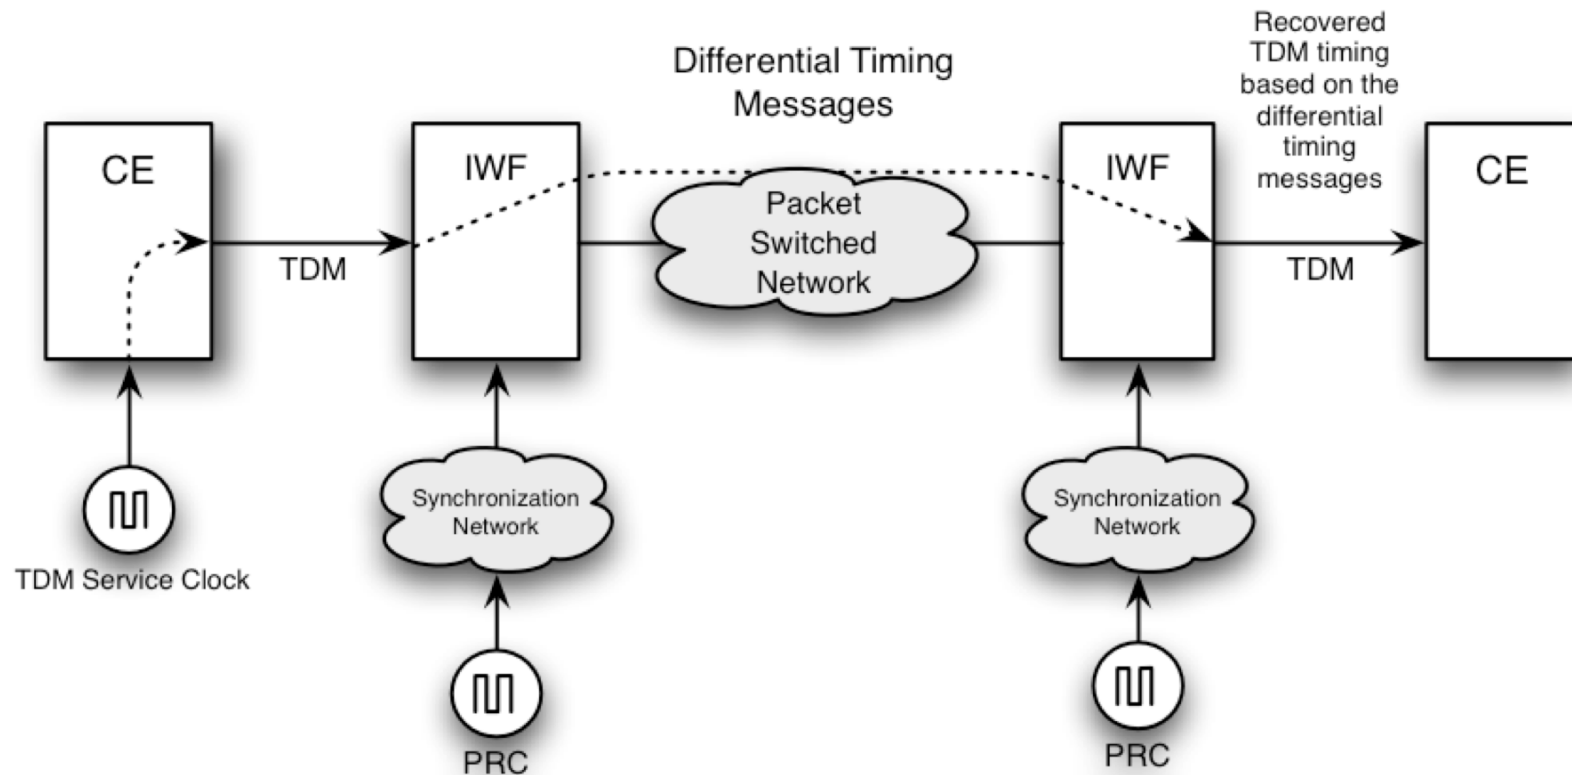 Differential Timing
Messages
Recovered
TDM timing
based on the
differential
timing
messages
CE
IWF
IWF
CE
Packet
Switched
Network
TDM
TDM
Synchronization
Network
Synchronization
Network
TDM Service Clock
PRC
PRC